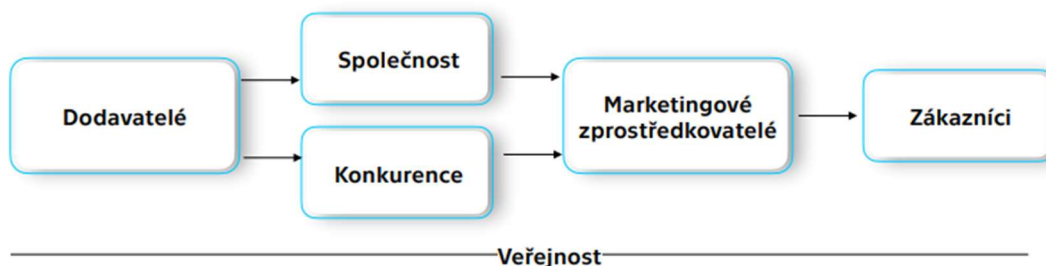 Dodavatelé
Společnost
Konkurence
Marketingové
zprostředkovatelé
Zákazníci
Veřejnost